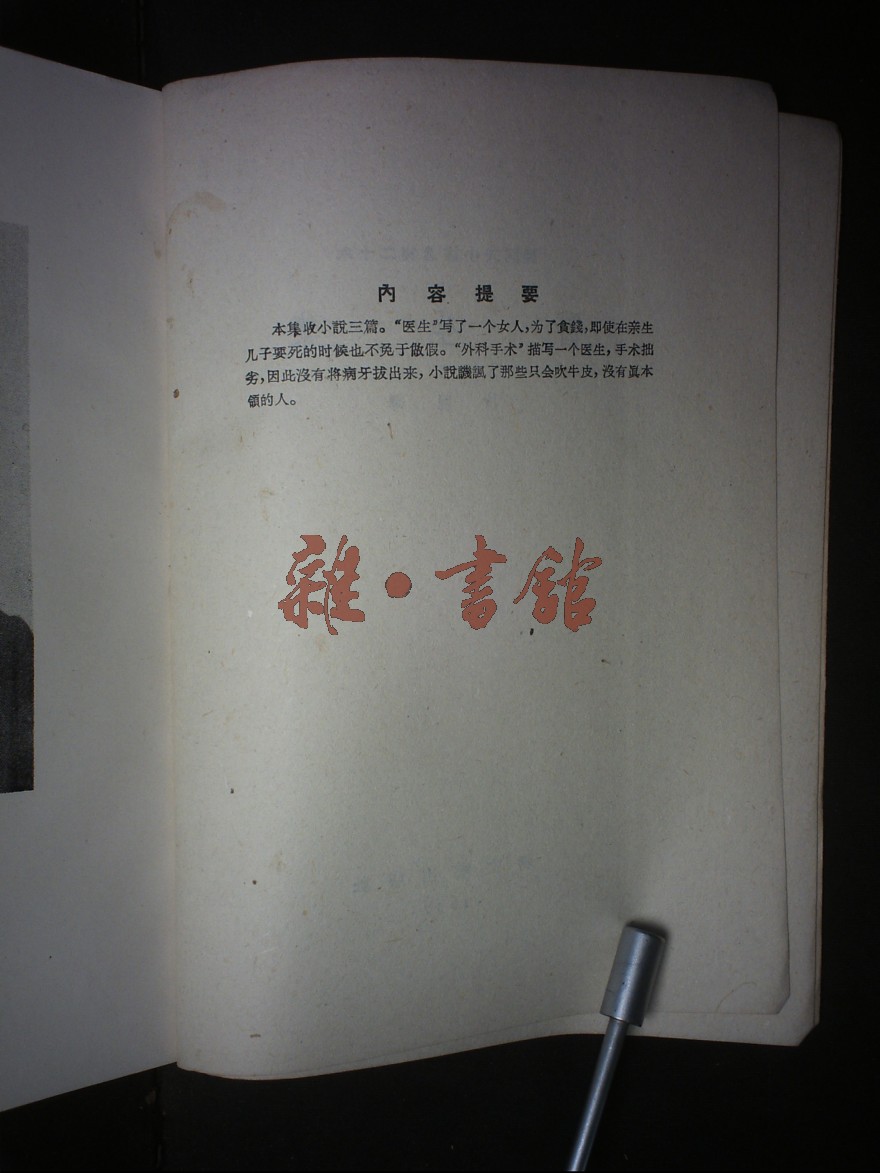 內容提要
本集收小說三篇。“医生”写了一个女人，为了貪錢，即使在亲生
儿子要死的时候也不免于做假。“外科手术”描写一个医生，手术拙
劣，因此沒有将病牙拔出来，小說譏諷了那些只会吹牛皮，沒有眞本
領的人。
雜·書館